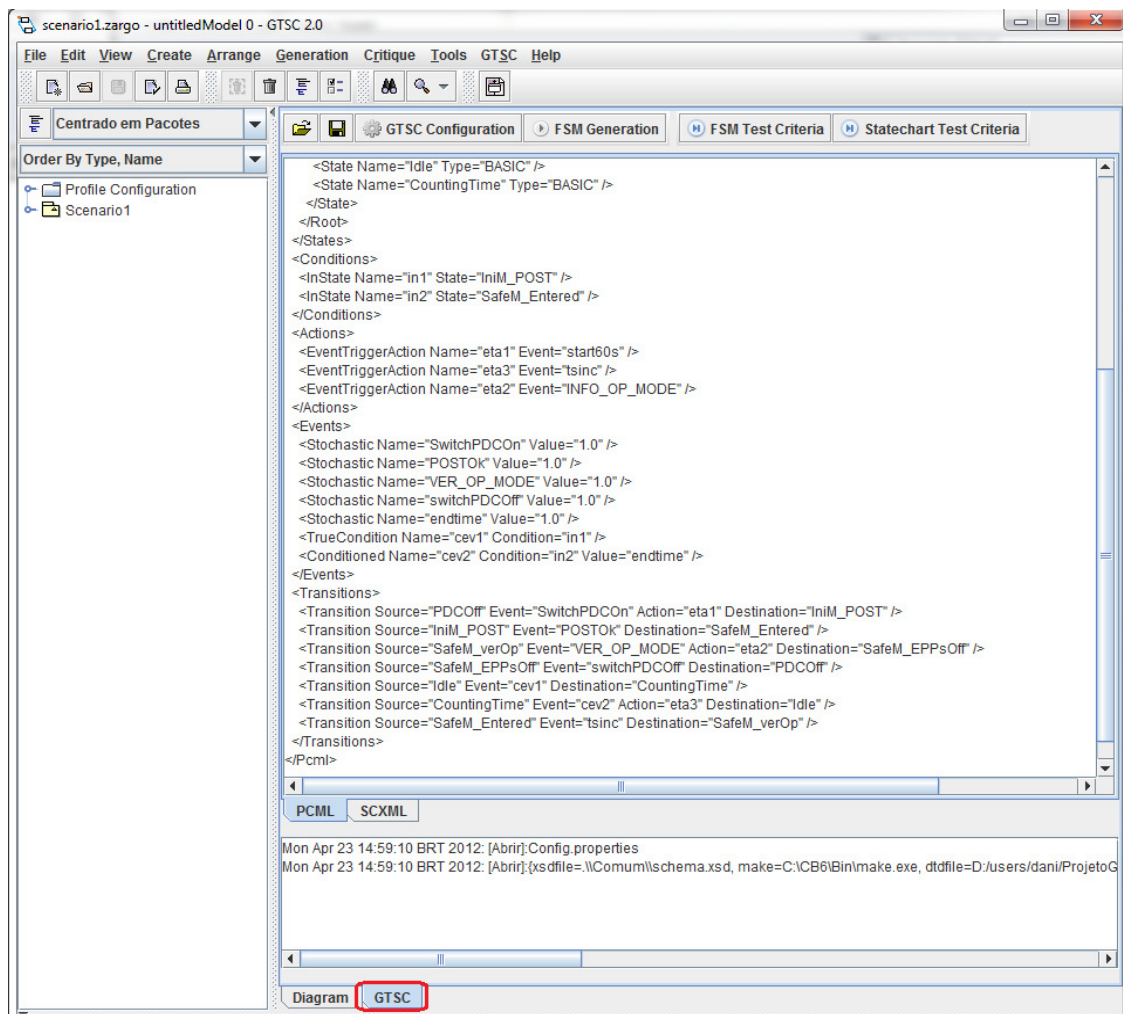 scenario1.zargo - untitledModel 0 - GTSC 2.0
File Edit View Create Arrange Generation Critique Tools GTSC Help
Centrado em Pacotes
GTSC Configuration FSM Generation FSM Test Criteria Statechart Test Criteria
Order By Type, Name
Profile Configuration
Scenario1
<State Name="Idle" Type="BASIC" />
<State Name="CountingTime" Type="BASIC" />
</State>
</Root>
</States>
<Conditions>
<InState Name="in1" State="IniM_POST" />
<InState Name="in2" State="SafeM_Entered" />
</Conditions>
<Actions>
<EventTriggerAction Name="eta1" Event="start60s" />
<EventTriggerAction Name="eta3" Event="tsinc" />
<EventTriggerAction Name="eta2" Event="INFO_OP_MODE" />
</Actions>
<Events>
<Stochastic Name="SwitchPDCOn" Value="1.0" />
<Stochastic Name="POSTOk" Value="1.0" />
<Stochastic Name="VER_OP_MODE" Value="1.0" />
<Stochastic Name="switchPDCOff" Value="1.0" />
<Stochastic Name="endtime" Value="1.0" />
<TrueCondition Name="cev1" Condition="in1" />
<Conditioned Name="cev2" Condition="in2" Value="endtime" />
</Events>
<Transitions>
<Transition Source="PDCOff" Event="SwitchPDCOn" Action="eta1" Destination="IniM_POST" />
<Transition Source="IniM_POST" Event="POSTOk" Destination="SafeM_Entered" />
<Transition Source="SafeM_verOp" Event="VER_OP_MODE" Action="eta2" Destination="SafeM_EPPsOff" />
<Transition Source="SafeM_EPPsOff" Event="switchPDCOff" Destination="PDCOff" />
<Transition Source="Idle" Event="cev1" Destination="CountingTime" />
<Transition Source="CountingTime" Event="cev2" Action="eta3" Destination="Idle" />
<Transition Source="SafeM_Entered" Event="tsinc" Destination="SafeM_verOp" />
</Transitions>
</Pcml>
PCML SCXML
Mon Apr 23 14:59:10 BRT 2012: [Abrir]:Config.properties
Mon Apr 23 14:59:10 BRT 2012: [Abrir]:{xsdfile=.\\Comum\\schema.xsd, make=C:\CB6\Bin\make.exe, dtdfile=D:/users/dani/ProjetoG
Diagram GTSC